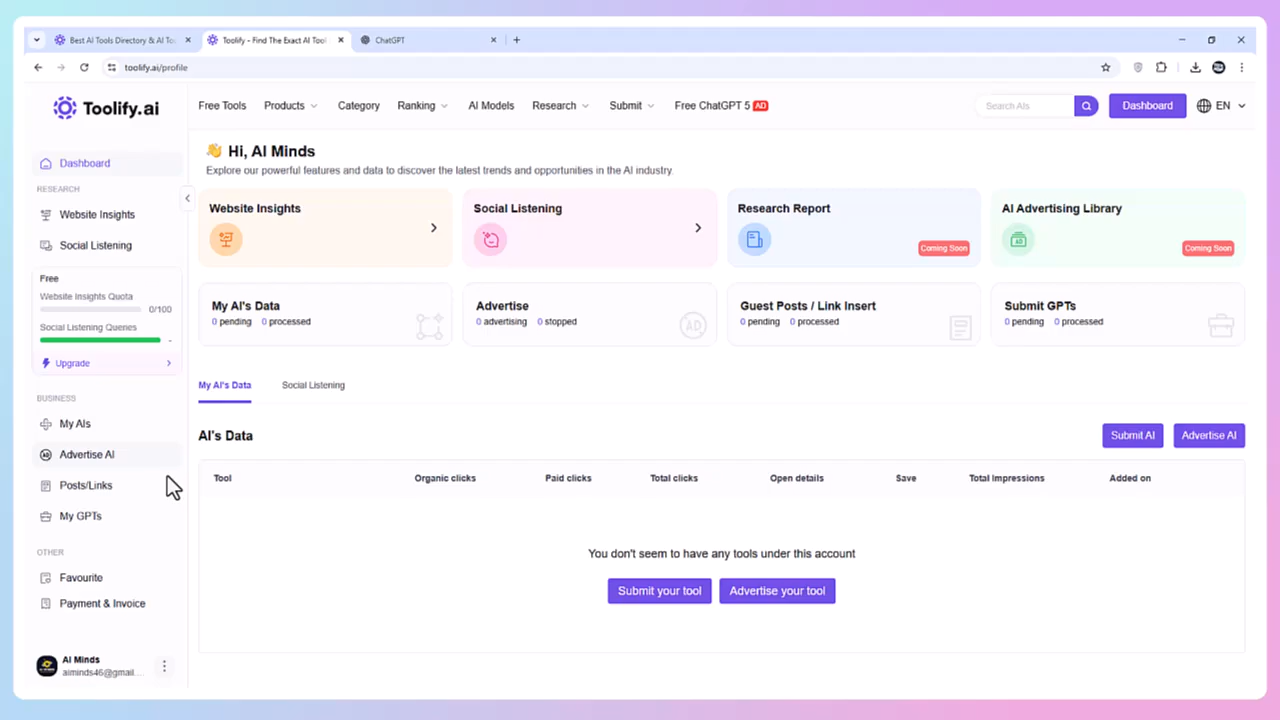 Best AI Tools Directory & AI Too
Toolify - Find The Exact AI Tool
ChatGPT
toolify.ai/profile
Toolify.ai
Free Tools
Products
Category
Ranking
AI Models
Research
Submit
Free ChatGPT 5 AD
Search AIs
Dashboard
EN
Dashboard
RESEARCH
Website Insights
Social Listening
Free
Website Insights Quota
0/100
Social Listening Queries
-
Upgrade
BUSINESS
My AIs
Advertise AI
Posts/Links
My GPTs
OTHER
Favourite
Payment & Invoice
AI Minds
aiminds46@gmail....
Hi, AI Minds
Explore our powerful features and data to discover the latest trends and opportunities in the AI industry.
Website Insights
Social Listening
Research Report
Coming Soon
AI Advertising Library
AD
Coming Soon
My AI's Data
0 pending 0 processed
Advertise
0 advertising 0 stopped
AD
Guest Posts / Link Insert
0 pending 0 processed
Submit GPTs
0 pending 0 processed
My AI's Data
Social Listening
AI's Data
Submit AI
Advertise AI
Tool
Organic clicks
Paid clicks
Total clicks
Open details
Save
Total Impressions
Added on
You don't seem to have any tools under this account
Submit your tool
Advertise your tool